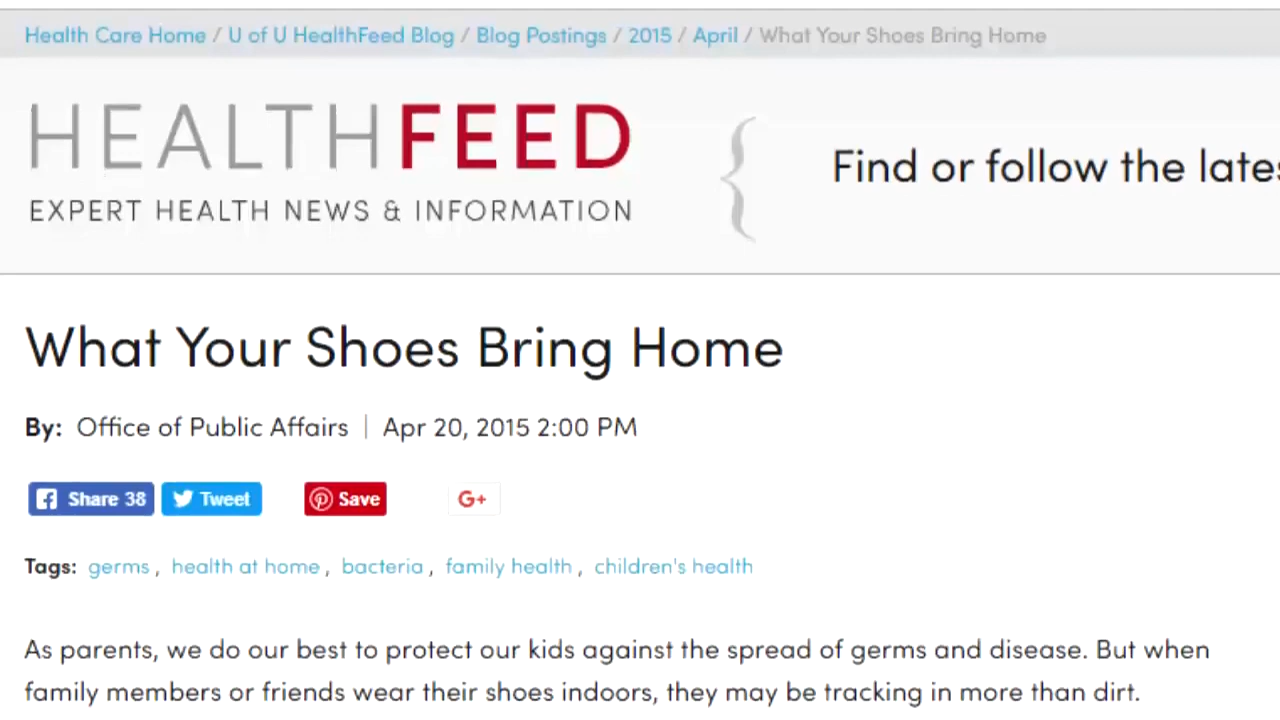 Health Care Home / U of U HealthFeed Blog / Blog Postings / 2015 / April / What Your Shoes Bring Home
HEALTHFEED
EXPERT HEALTH NEWS & INFORMATION
Find or follow the lates
What Your Shoes Bring Home
By: Office of Public Affairs | Apr 20, 2015 2:00 PM
Share 38 Tweet Save G+
Tags: germs , health at home , bacteria , family health , children's health
As parents, we do our best to protect our kids against the spread of germs and disease. But when
family members or friends wear their shoes indoors, they may be tracking in more than dirt.